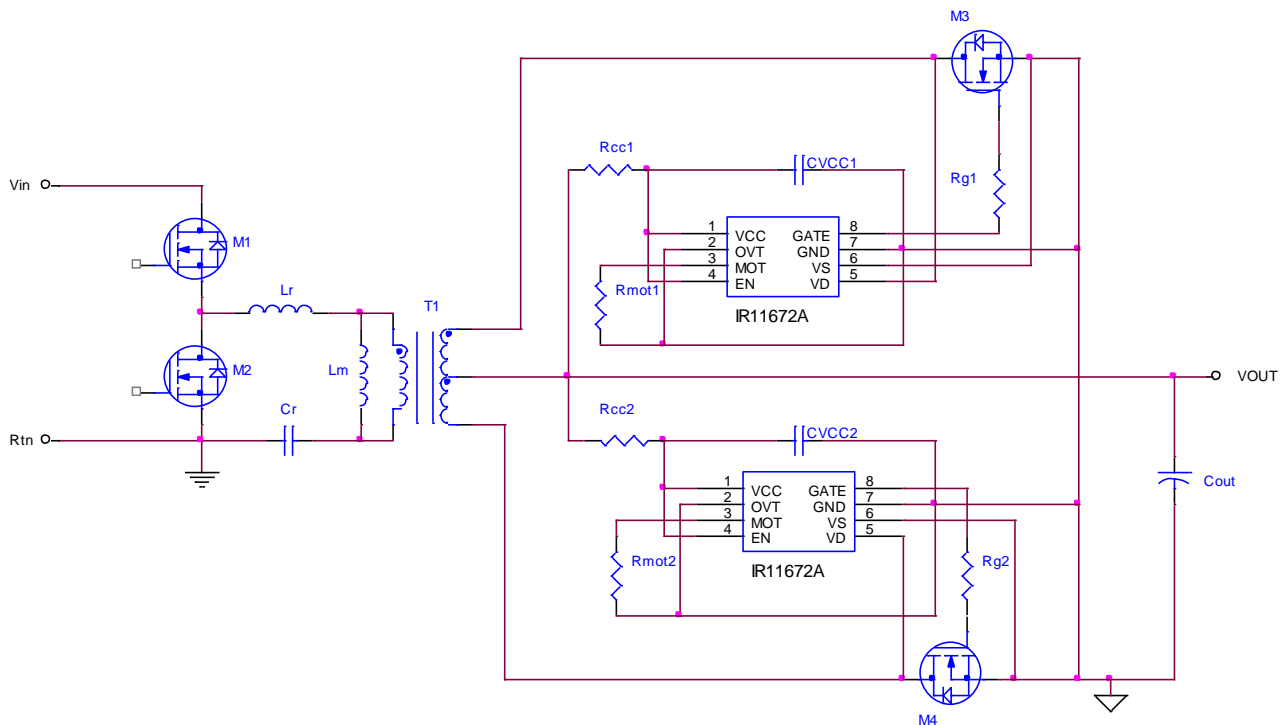 M3
Rcc1
CVCC1
Rg1
Vin
M1
1 VCC GATE 8
2 OVT GND 7
3 MOT VS 6
4 EN VD 5
Rmot1
IR11672A
Lr
T1
M2
Lm
VOUT
Cr
Rtn
Rcc2
CVCC2
1 VCC GATE 8
2 OVT GND 7
3 MOT VS 6
4 EN VD 5
Cout
Rmot2
Rg2
IR11672A
M4